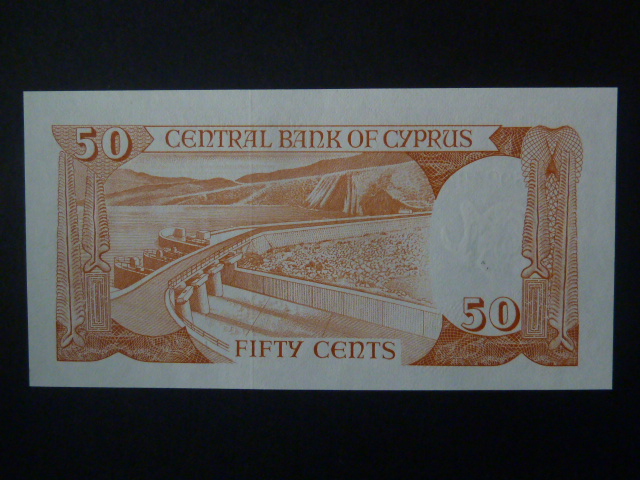 50 CENTRAL BANK OF CYPRUS
50
FIFTY CENTS